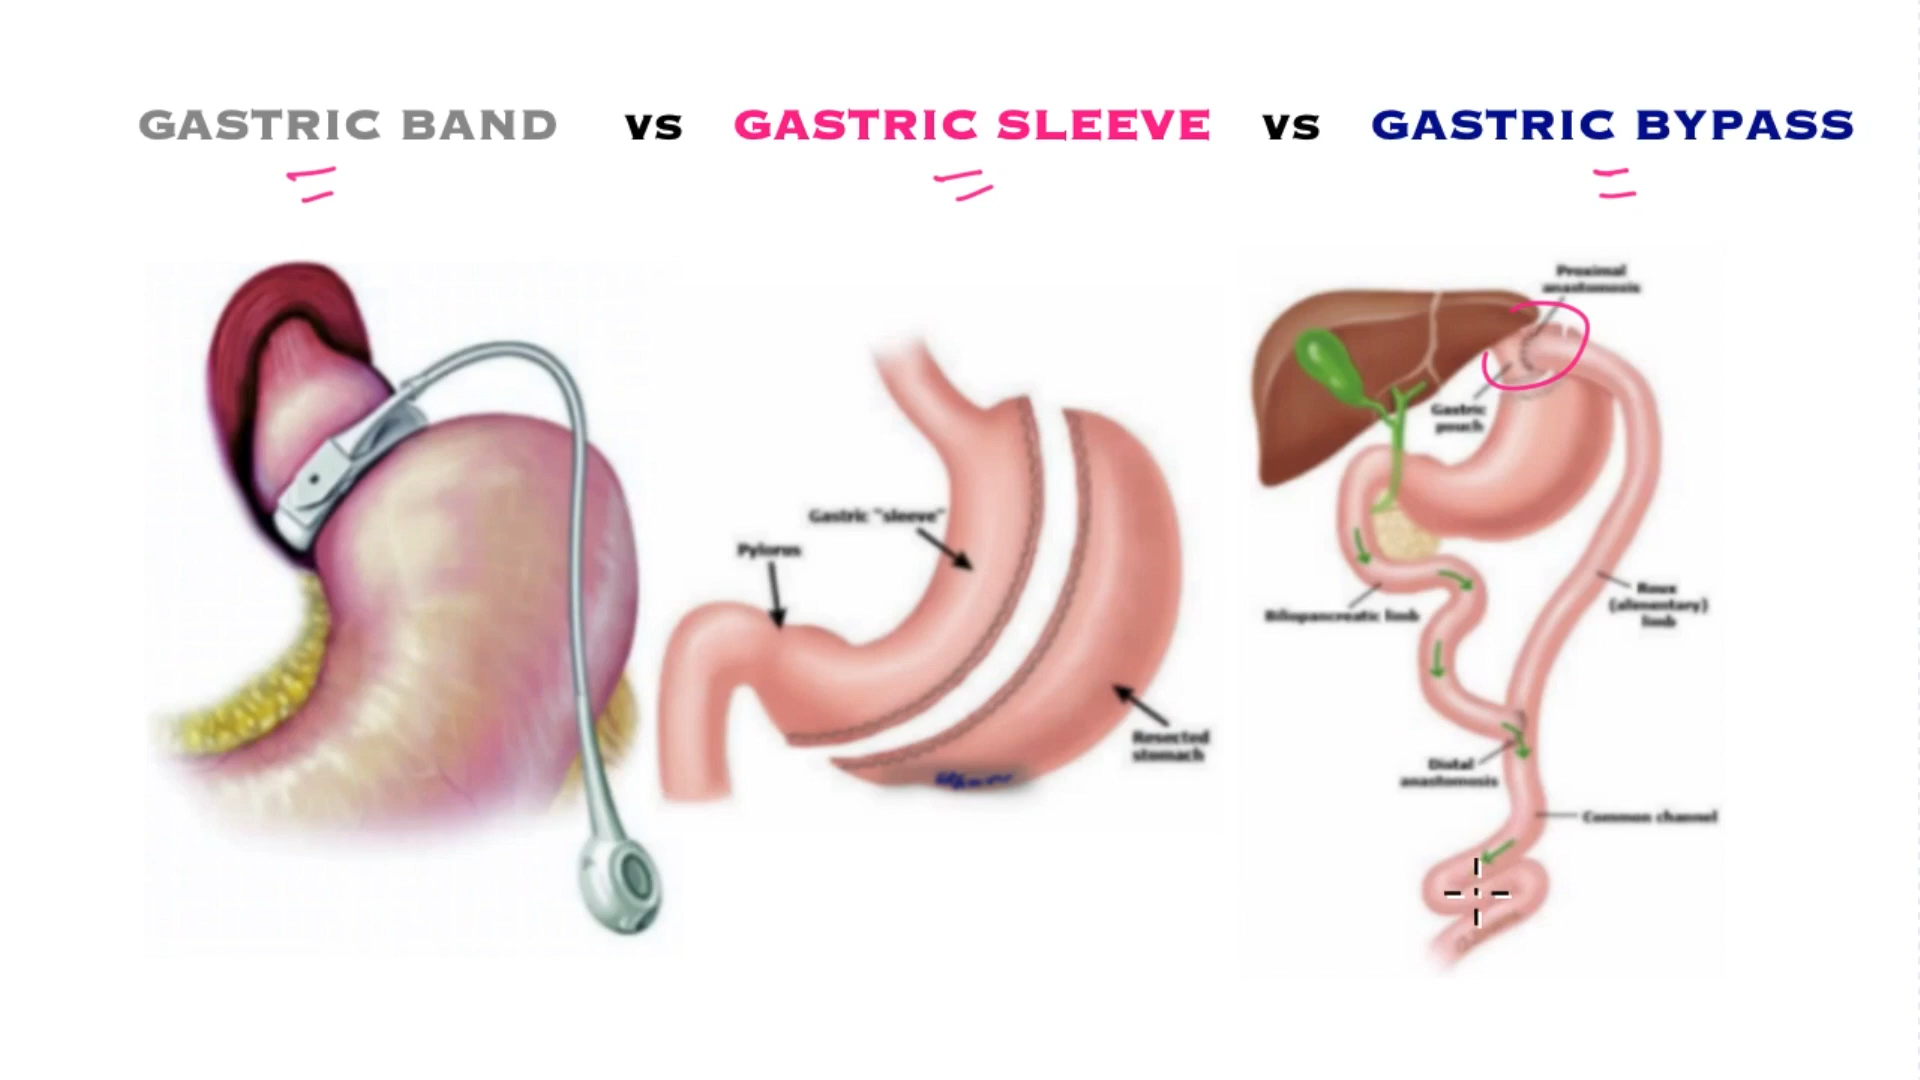 GASTRIC BAND vs GASTRIC SLEEVE vs GASTRIC BYPASS
Gastric "sleeve"
Pylorus
Resected
stomach
Proximal
anastomosis
Gastric
pouch
Biliopancreatic limb
Roux
(alimentary)
limb
Distal
anastomosis
Common channel